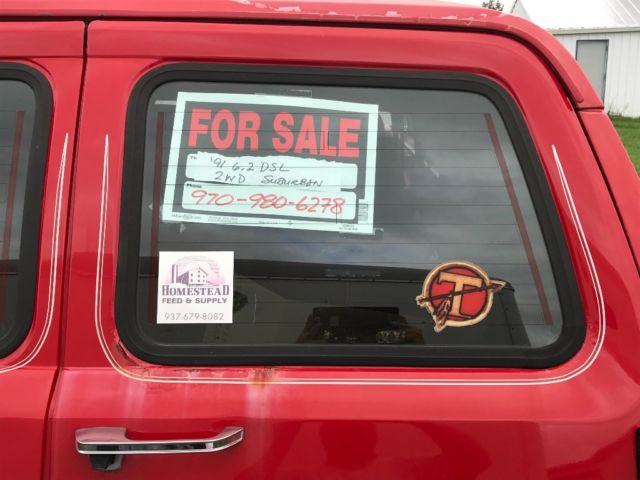 FOR SALE
'91 6.2 DSL
2WD SUBURBAN
970-980-6278
HOMESTEAD
FEED & SUPPLY
937-679-8082
T